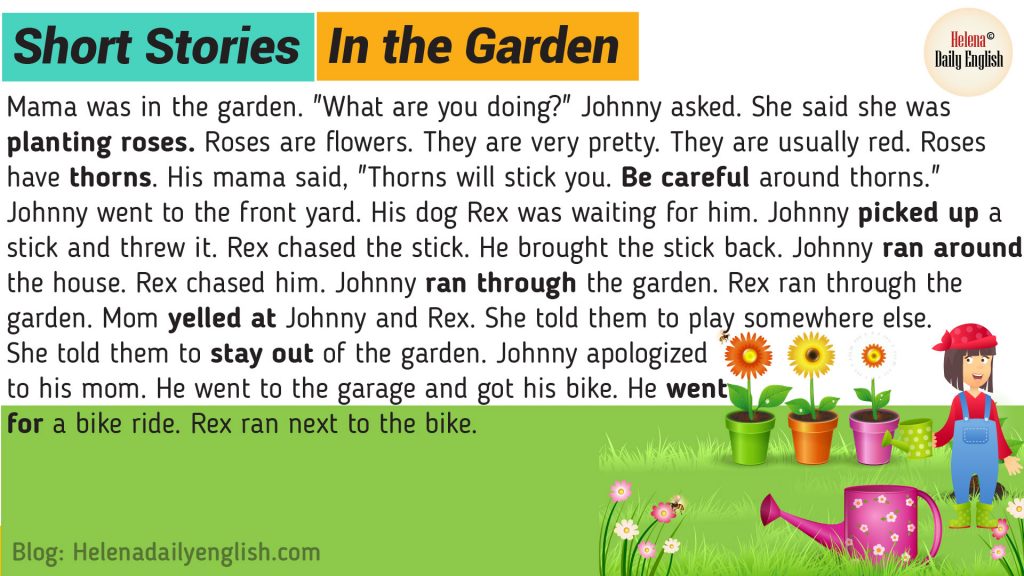 Short Stories In the Garden
Helena©
Daily English
Mama was in the garden. "What are you doing?" Johnny asked. She said she was
planting roses. Roses are flowers. They are very pretty. They are usually red. Roses
have thorns. His mama said, "Thorns will stick you. Be careful around thorns."
Johnny went to the front yard. His dog Rex was waiting for him. Johnny picked up a
stick and threw it. Rex chased the stick. He brought the stick back. Johnny ran around
the house. Rex chased him. Johnny ran through the garden. Rex ran through the
garden. Mom yelled at Johnny and Rex. She told them to play somewhere else.
She told them to stay out of the garden. Johnny apologized
to his mom. He went to the garage and got his bike. He went
for a bike ride. Rex ran next to the bike.
Blog: Helenadailyenglish.com